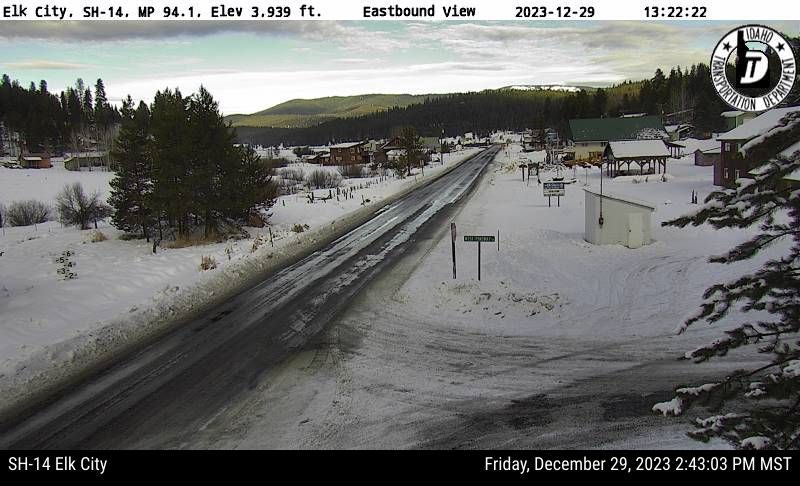 Elk City, SH-14, MP 94.1, Elev 3,939 ft. Eastbound View 2023-12-29 13:22:22
IDAHO
TRANSPORTATION DEPARTMENT
SH-14 Elk City Friday, December 29, 2023 2:43:03 PM MST